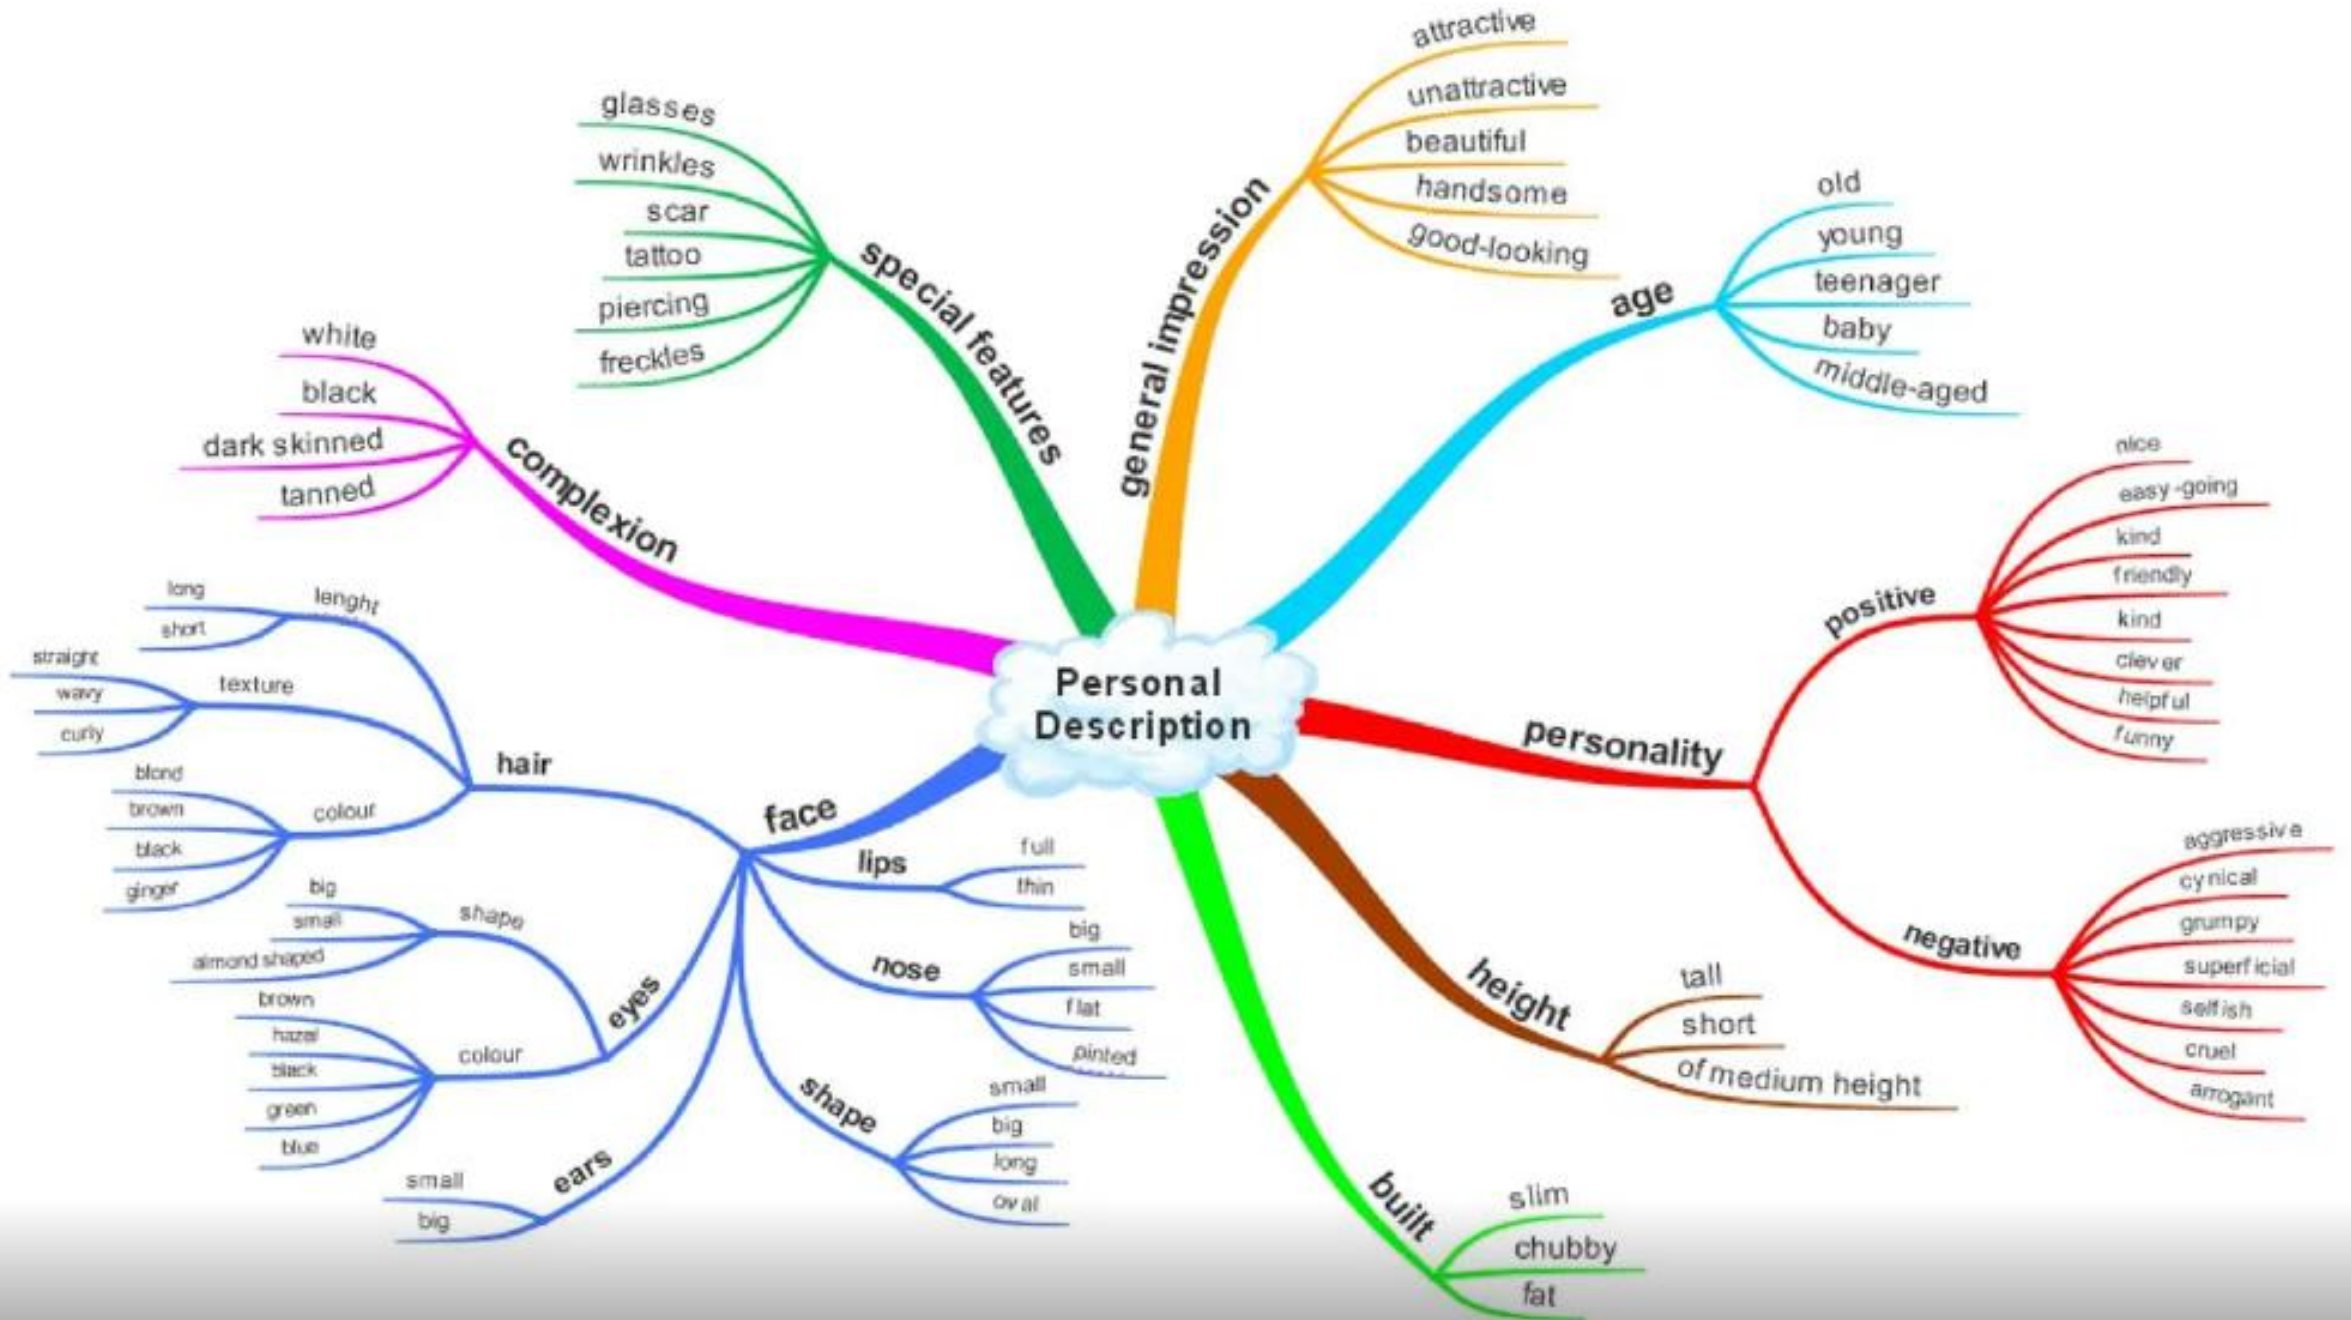 Personal
Description
general impression
attractive
unattractive
beautiful
handsome
good-looking
age
old
young
teenager
baby
middle-aged
personality
positive
nice
easy-going
kind
friendly
kind
clever
helpful
funny
negative
aggressive
cynical
grumpy
superficial
selfish
cruel
arrogant
height
tall
short
of medium height
built
slim
chubby
fat
face
lips
full
thin
nose
big
small
flat
pinted
shape
small
big
long
oval
ears
small
big
eyes
shape
big
small
almond shaped
colour
brown
hazel
black
green
blue
hair
lenght
long
short
texture
straight
wavy
curly
colour
blond
brown
black
ginger
complexion
white
black
dark skinned
tanned
special features
glasses
wrinkles
scar
tattoo
piercing
freckles